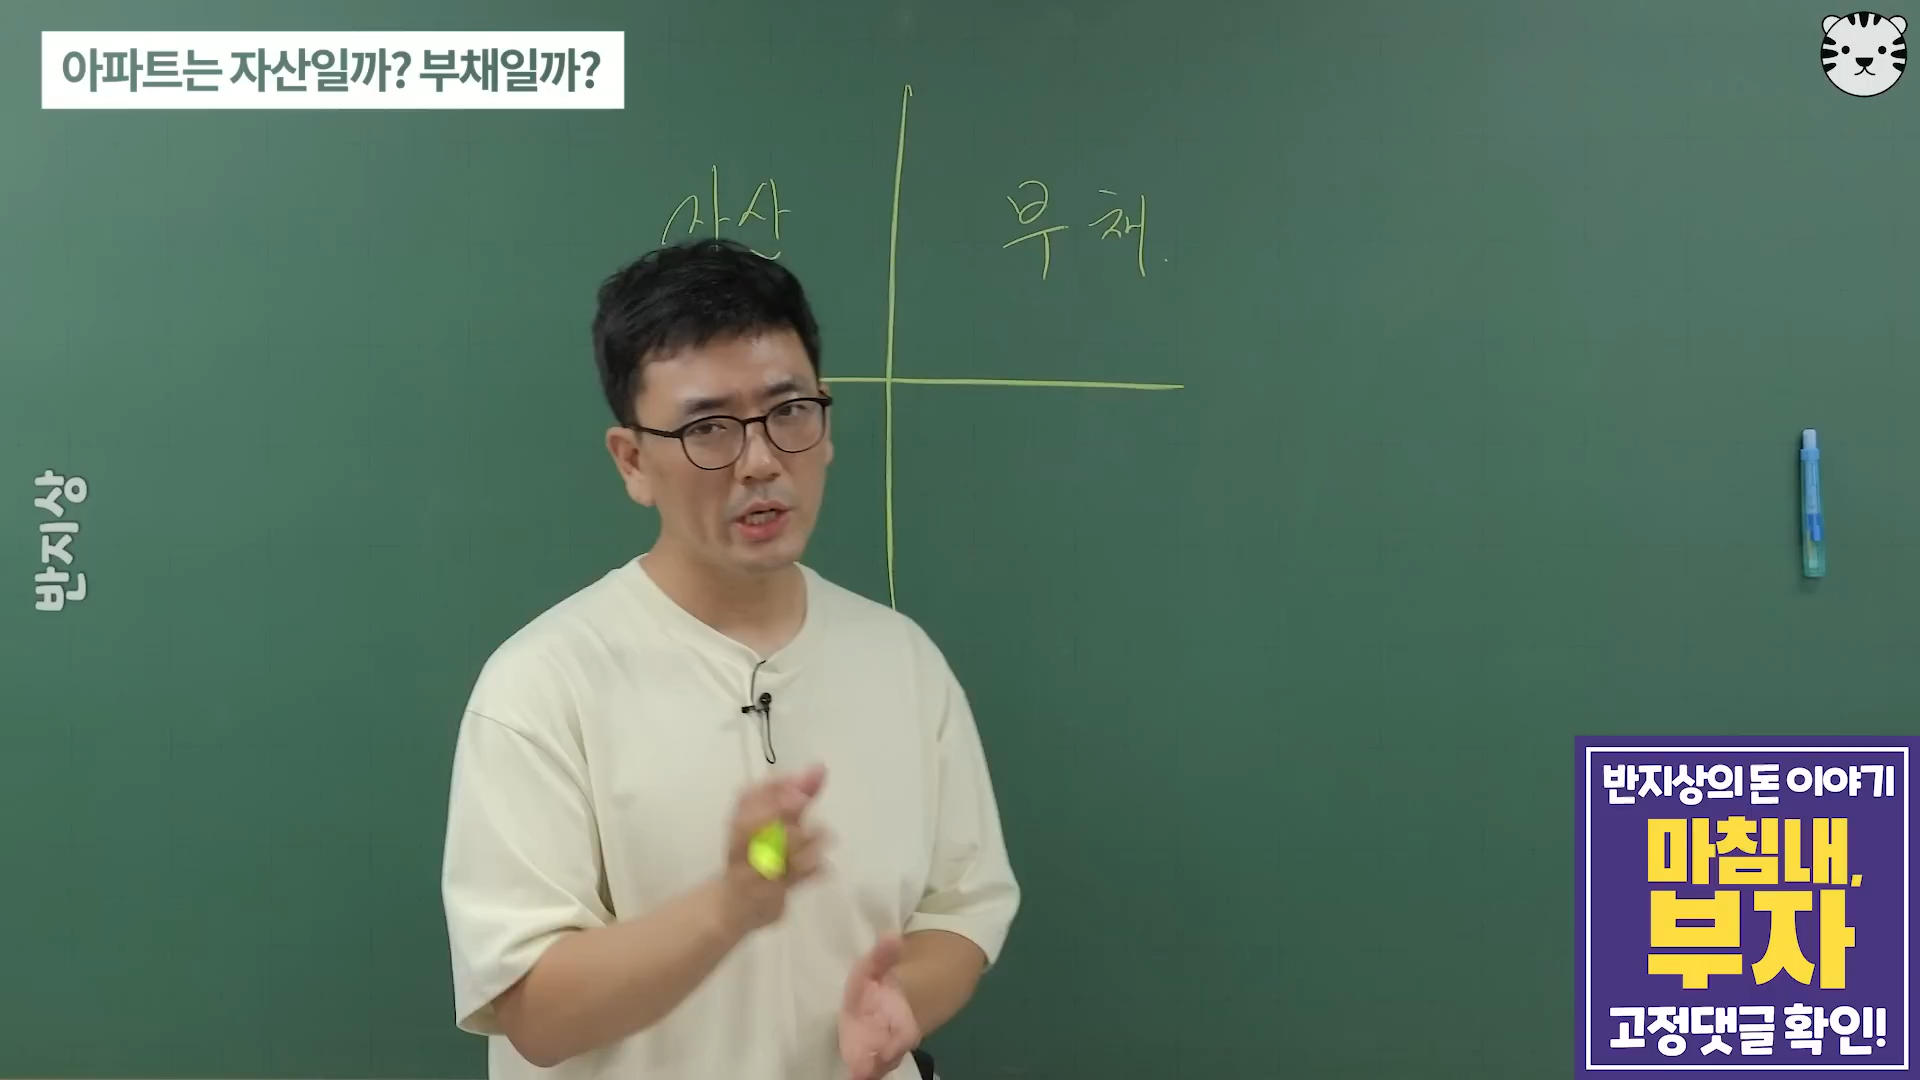 아파트는 자산일까? 부채일까?
자산
부채.
반지상
반지상의 돈 이야기
마침내,
부자
고정댓글 확인!